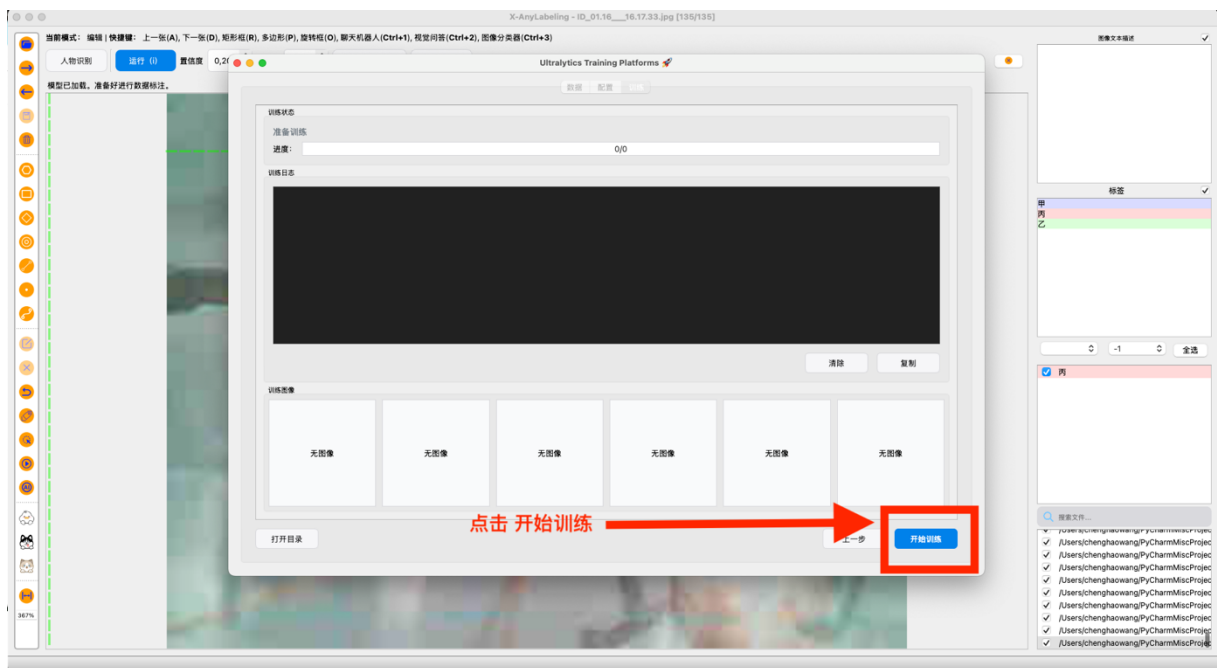 X-AnyLabeling - ID_01.16___16.17.33.jpg [135/135]
当前模式： 编辑 | 快捷键： 上一张(A), 下一张(D), 矩形框(R), 多边形(P), 旋转框(O), 聊天机器人(Ctrl+1), 视觉问答(Ctrl+2), 图像分类器(Ctrl+3)
人物识别
运行 (i)
置信度
模型已加载。准备好进行数据标注。
Ultralytics Training Platforms 🚀
数据
配置
训练
训练状态
准备训练
进度:
0/0
训练日志
清除
复制
训练图像
无图像
无图像
无图像
无图像
无图像
无图像
点击 开始训练
打开目录
上一步
开始训练
图像文本描述
标签
甲
丙
乙
-1
全选
丙
搜索文件...
/Users/chenghaowang/PyCharmMiscProjec
/Users/chenghaowang/PyCharmMiscProjec
/Users/chenghaowang/PyCharmMiscProjec
/Users/chenghaowang/PyCharmMiscProjec
/Users/chenghaowang/PyCharmMiscProjec
/Users/chenghaowang/PyCharmMiscProjec
/Users/chenghaowang/PyCharmMiscProjec
/Users/chenghaowang/PyCharmMiscProjec
/Users/chenghaowang/PyCharmMiscProjec
/Users/chenghaowang/PyCharmMiscProjec
367%